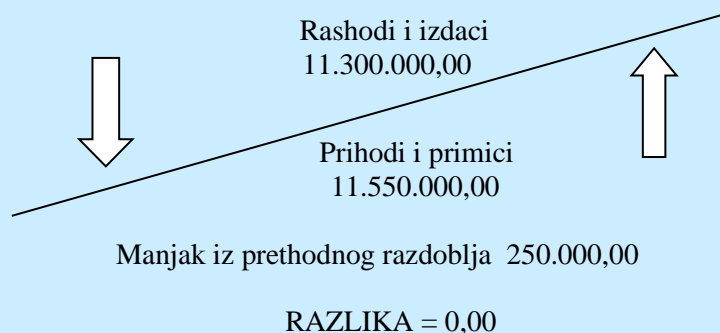 Rashodi i izdaci
11.300.000,00
Prihodi i primici
11.550.000,00
Manjak iz prethodnog razdoblja 250.000,00
RAZLIKA = 0,00